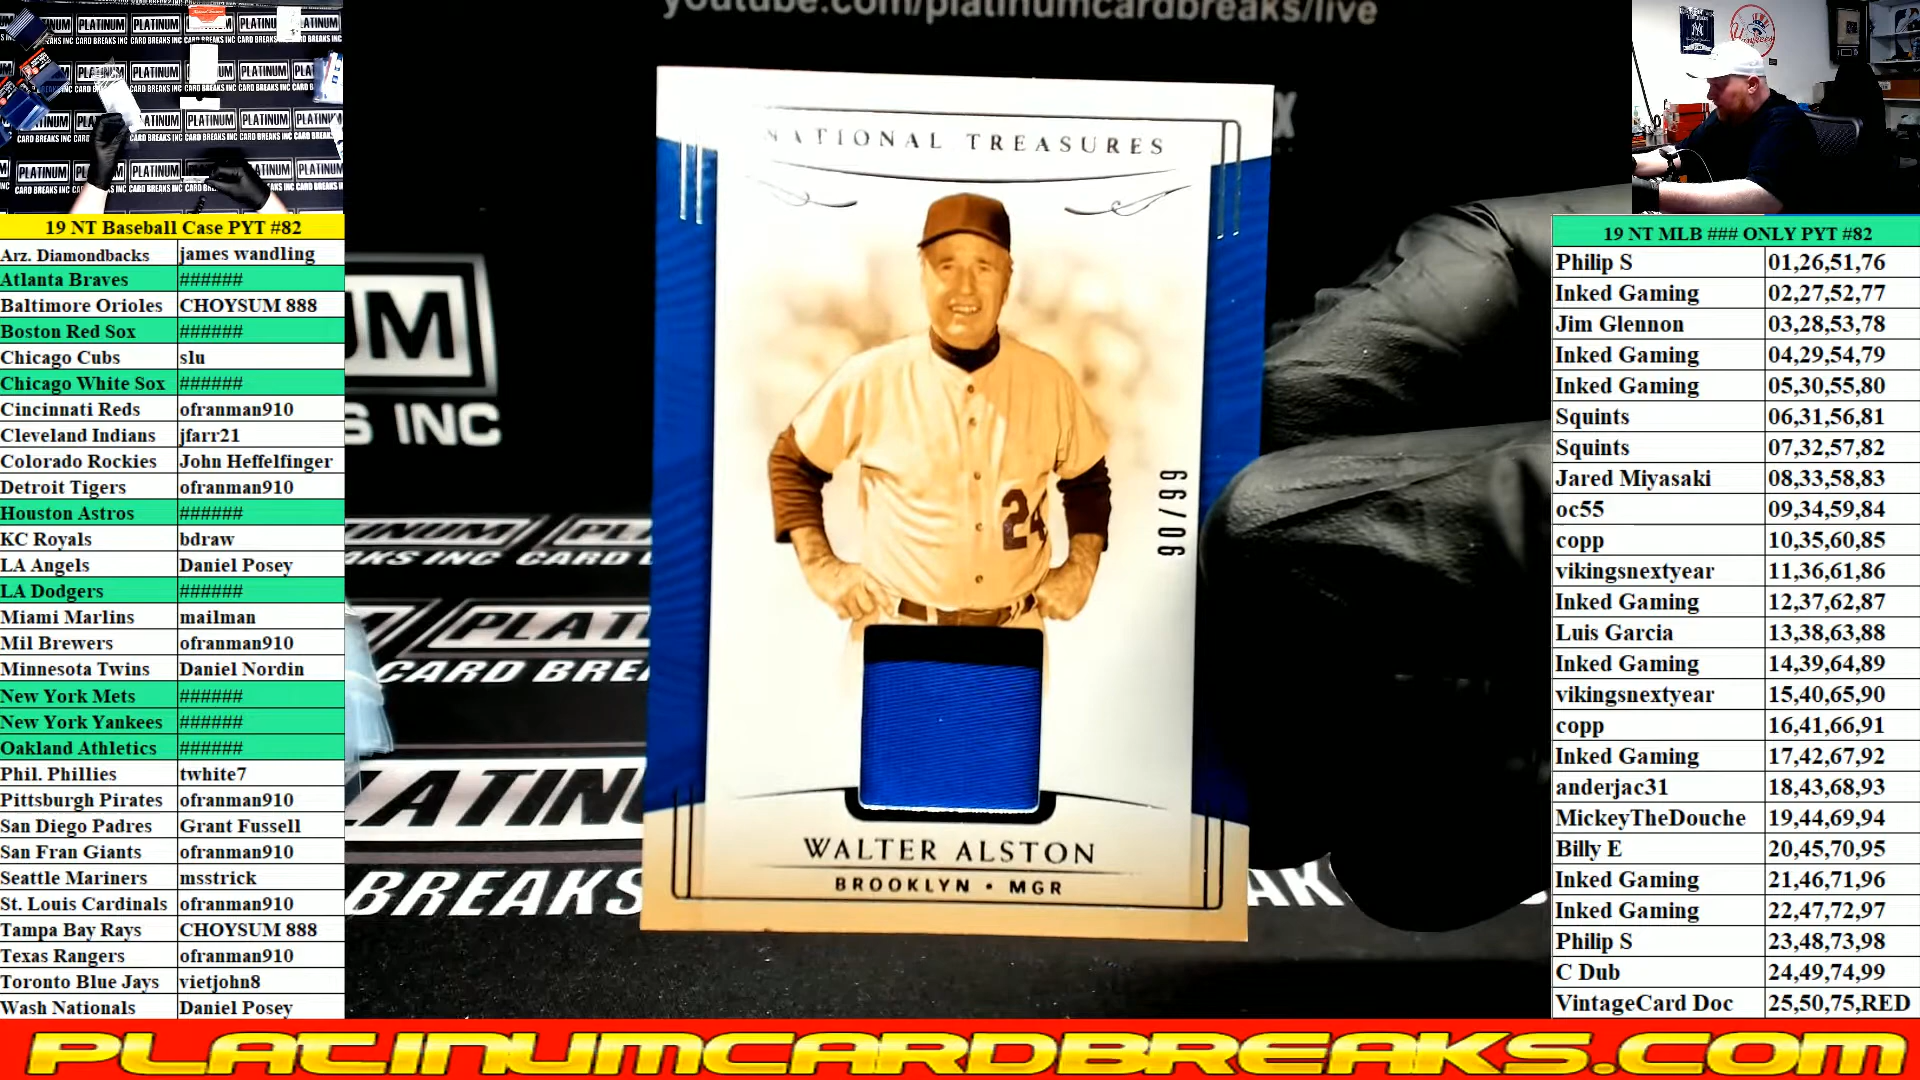 youtube.com/platinumcardbreaks/live
19 NT Baseball Case PYT #82
Arz. Diamondbacks james wandling
Atlanta Braves ######
Baltimore Orioles CHOYSUM 888
Boston Red Sox ######
Chicago Cubs slu
Chicago White Sox ######
Cincinnati Reds ofranman910
Cleveland Indians jfarr21
Colorado Rockies John Heffelfinger
Detroit Tigers ofranman910
Houston Astros ######
KC Royals bdraw
LA Angels Daniel Posey
LA Dodgers ######
Miami Marlins mailman
Mil Brewers ofranman910
Minnesota Twins Daniel Nordin
New York Mets ######
New York Yankees ######
Oakland Athletics ######
Phil. Phillies twhite7
Pittsburgh Pirates ofranman910
San Diego Padres Grant Fussell
San Fran Giants ofranman910
Seattle Mariners msstrick
St. Louis Cardinals ofranman910
Tampa Bay Rays CHOYSUM 888
Texas Rangers ofranman910
Toronto Blue Jays vietjohn8
Wash Nationals Daniel Posey
NATIONAL TREASURES
24
90/99
WALTER ALSTON
BROOKLYN • MGR
19 NT MLB ### ONLY PYT #82
Philip S 01,26,51,76
Inked Gaming 02,27,52,77
Jim Glennon 03,28,53,78
Inked Gaming 04,29,54,79
Inked Gaming 05,30,55,80
Squints 06,31,56,81
Squints 07,32,57,82
Jared Miyasaki 08,33,58,83
oc55 09,34,59,84
copp 10,35,60,85
vikingsnextyear 11,36,61,86
Inked Gaming 12,37,62,87
Luis Garcia 13,38,63,88
Inked Gaming 14,39,64,89
vikingsnextyear 15,40,65,90
copp 16,41,66,91
Inked Gaming 17,42,67,92
anderjac31 18,43,68,93
MickeyTheDouche 19,44,69,94
Billy E 20,45,70,95
Inked Gaming 21,46,71,96
Inked Gaming 22,47,72,97
Philip S 23,48,73,98
C Dub 24,49,74,99
VintageCard Doc 25,50,75,RED
PLATINUMCARDBREAKS.COM